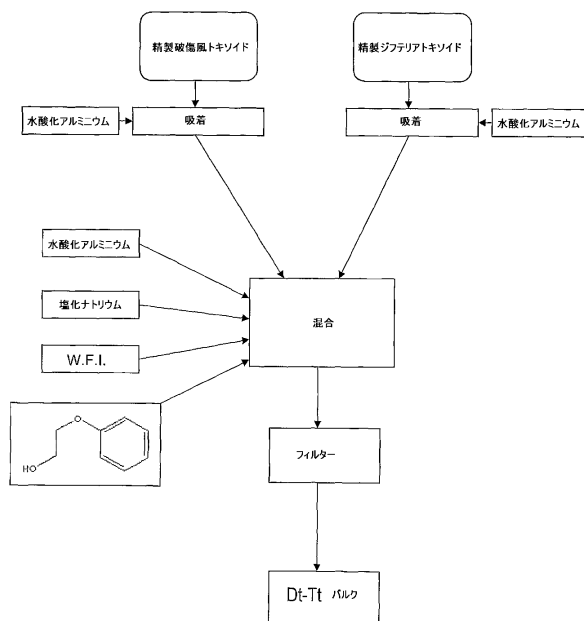 精製破傷風トキソイド
精製ジフテリアトキソイド
水酸化アルミニウム
吸着
吸着
水酸化アルミニウム
水酸化アルミニウム
塩化ナトリウム
混合
W.F.I.
O
HO
フィルター
Dt-Tt バルク